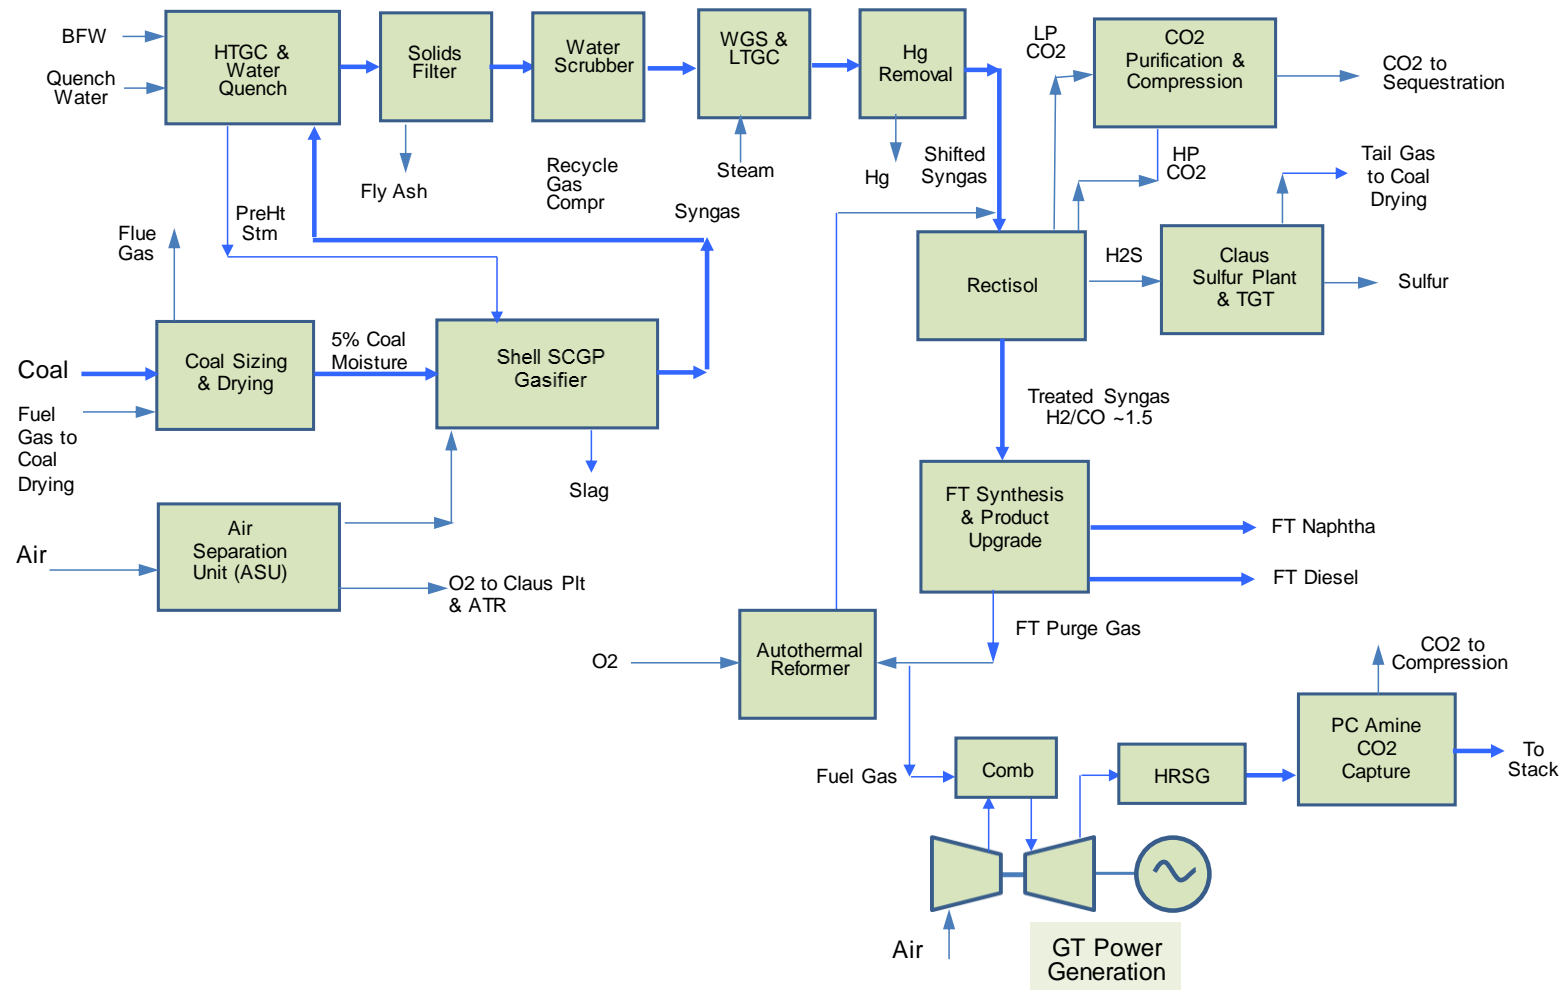 BFW
Quench
Water
HTGC &
Water
Quench
Solids
Filter
Water
Scrubber
WGS &
LTGC
Hg
Removal
LP
CO2
CO2
Purification &
Compression
CO2 to
Sequestration
Fly Ash
Recycle
Gas
Compr
Steam
Hg
Shifted
Syngas
HP
CO2
Tail Gas
to Coal
Drying
PreHt
Stm
Syngas
Flue
Gas
Rectisol
H2S
Claus
Sulfur Plant
& TGT
Sulfur
Coal
Coal Sizing
& Drying
5% Coal
Moisture
Shell SCGP
Gasifier
Fuel
Gas to
Coal
Drying
Treated Syngas
H2/CO ~1.5
Slag
Air
Air
Separation
Unit (ASU)
O2 to Claus Plt
& ATR
FT Synthesis
& Product
Upgrade
FT Naphtha
FT Diesel
FT Purge Gas
O2
Autothermal
Reformer
CO2 to
Compression
Fuel Gas
Comb
HRSG
PC Amine
CO2
Capture
To
Stack
Air
GT Power
Generation